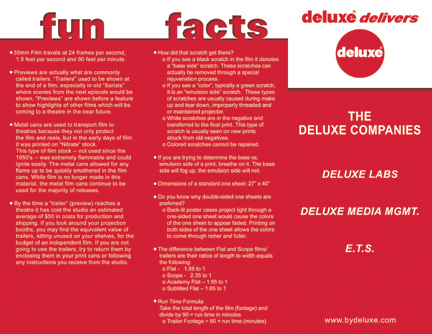 fun facts
• 35mm Film travels at 24 frames per second,
1.5 feet per second and 90 feet per minute.
• Previews are actually what are commonly
called trailers. "Trailers" used to appear at
the end of a film, especially in old "Serials"
where scenes from the next episode would be
shown. "Previews" are shown before a feature
to show highlights of other films which will be
coming to a theatre in the near future.
• Metal cans are used to transport film to
theatres because they not only protect
the film and reels, but in the early days of film
it was printed on "Nitrate" stock.
This type of film stock -- not used since the
1950's -- was extremely flammable and could
ignite easily. The metal cans allowed for any
flame up to be quickly smothered in the film
cans. While film is no longer made in this
material, the metal film cans continue to be
used for the majority of releases.
• By the time a "trailer" (preview) reaches a
theatre it has cost the studio an estimated
average of $50 in costs for production and
shipping. If you look around your projection
booths, you may find the equivalent value of
trailers, sitting unused on your shelves, for the
budget of an independent film. If you are not
going to use the trailers, try to return them by
enclosing them in your print cans or following
any instructions you receive from the studio.
• How did that scratch get there?
o If you see a black scratch in the film it denotes
a "base side" scratch. These scratches can
actually be removed through a special
rejuvenation process.
o If you see a "color", typically a green scratch,
it is an "emulsion side" scratch. These types
of scratches are usually caused during make
up and tear down, improperly threaded and
or maintained projector.
o White scratches are in the negative and
transferred to the final print. This type of
scratch is usually seen on new prints
struck from old negatives.
o Colored scratches cannot be repaired.
• If you are trying to determine the base vs.
emulsion side of a print, breathe on it. The base
side will fog up, the emulsion side will not.
• Dimensions of a standard one sheet: 27" x 40"
• Do you know why double-sided one sheets are
preferred?
o Back-lit poster cases project light through a
one-sided one sheet would cause the colors
of the one sheet to appear faded. Printing on
both sides of the one sheet allows the colors
to come through richer and fuller.
• The difference between Flat and Scope films/
trailers are their ratios of length to width equals
the following:
o Flat - 1.85 to 1
o Scope - 2.35 to 1
o Academy Flat – 1.65 to 1
o Subtitled Flat – 1.65 to 1
• Run Time Formula:
Take the total length of the film (footage) and
divide by 90 = run time in minutes
o Trailer Footage ÷ 90 = run time (minutes)
deluxe® delivers
deluxe®
THE
DELUXE COMPANIES
DELUXE LABS
DELUXE MEDIA MGMT.
E.T.S.
www.bydeluxe.com